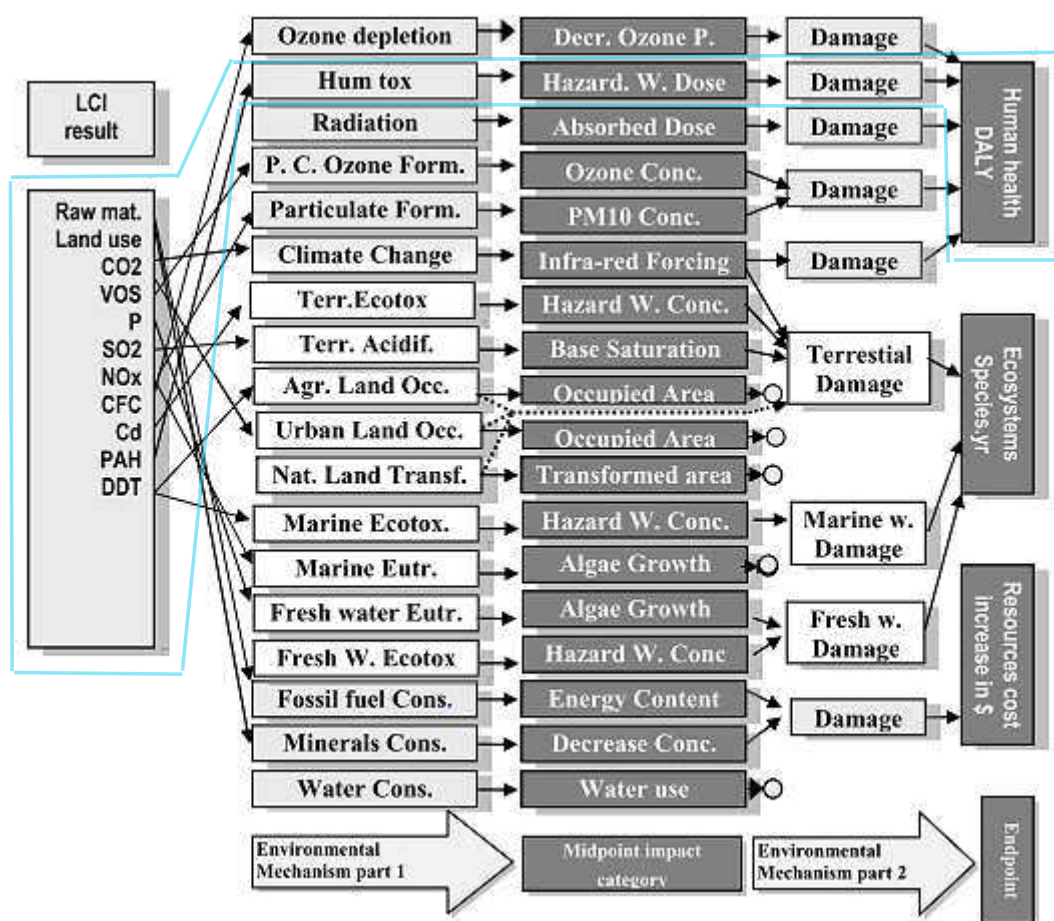 LCI
result
Raw mat.
Land use
CO2
VOS
P
SO2
NOx
CFC
Cd
PAH
DDT
Ozone depletion
Hum tox
Radiation
P. C. Ozone Form.
Particulate Form.
Climate Change
Terr.Ecotox
Terr. Acidif.
Agr. Land Occ.
Urban Land Occ.
Nat. Land Transf.
Marine Ecotox.
Marine Eutr.
Fresh water Eutr.
Fresh W. Ecotox
Fossil fuel Cons.
Minerals Cons.
Water Cons.
Decr. Ozone P.
Hazard. W. Dose
Absorbed Dose
Ozone Conc.
PM10 Conc.
Infra-red Forcing
Hazard W. Conc.
Base Saturation
Occupied Area
Occupied Area
Transformed area
Hazard W. Conc.
Algae Growth
Algae Growth
Hazard W. Conc
Energy Content
Decrease Conc.
Water use
Damage
Damage
Damage
Damage
Damage
Terrestial
Damage
Marine w.
Damage
Fresh w.
Damage
Damage
Human health
DALY
Ecosystems
Species.yr
Resources cost
increase in $
Environmental
Mechanism part 1
Midpoint impact
category
Environmental
Mechanism part 2
Endpoint